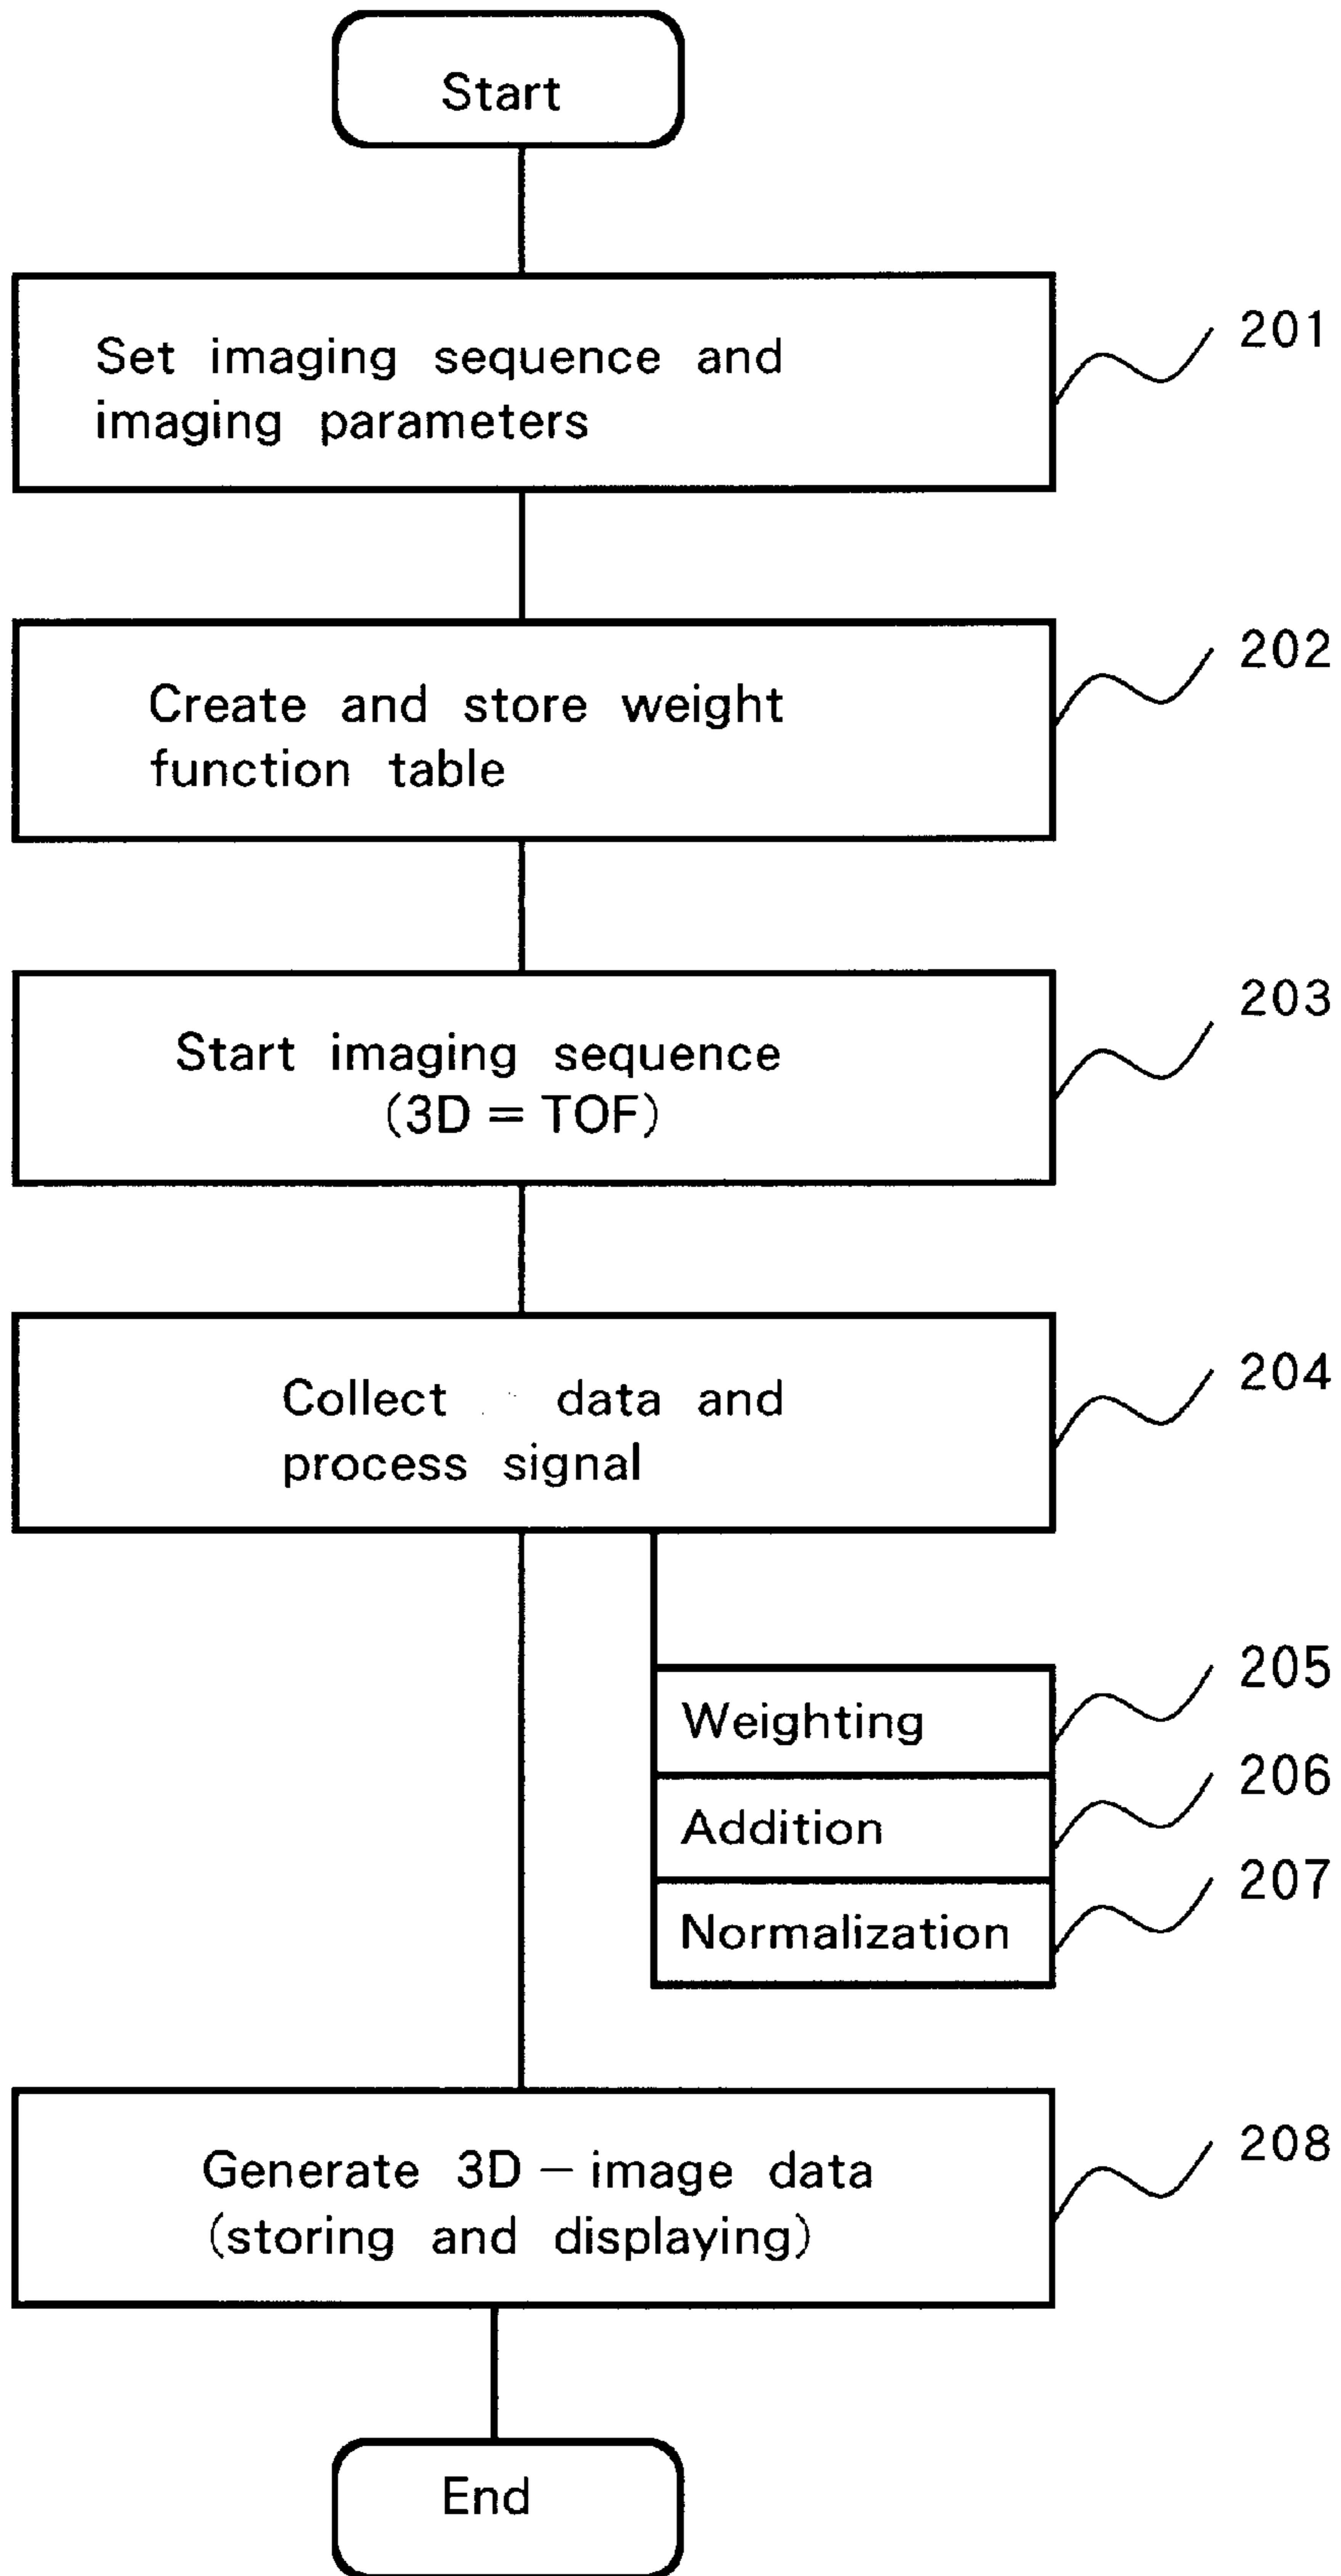 Start
Set imaging sequence and
imaging parameters
201
Create and store weight
function table
202
Start imaging sequence
(3D = TOF)
203
Collect data and
process signal
204
Weighting
205
Addition
206
Normalization
207
Generate 3D – image data
(storing and displaying)
208
End